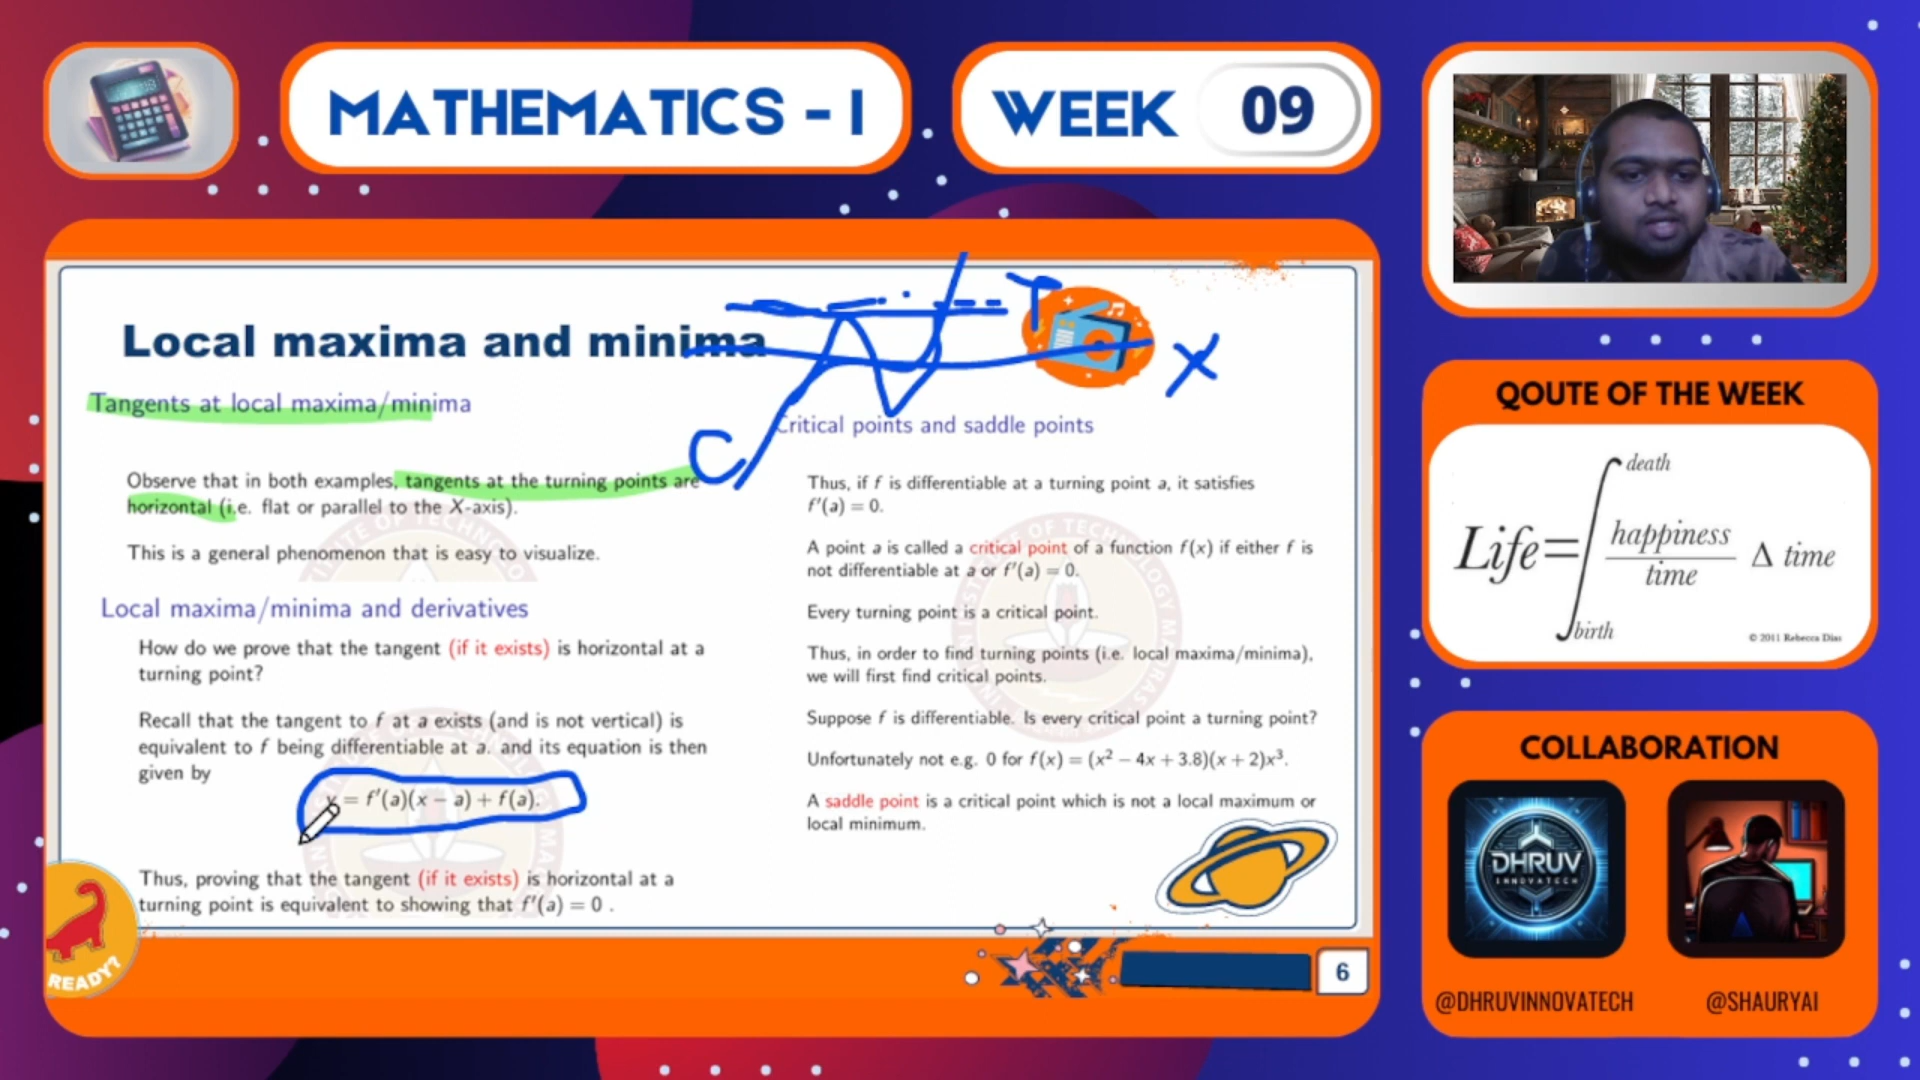 MATHEMATICS - I
WEEK 09
Local maxima and minima
T
X
C
Tangents at local maxima/minima
Observe that in both examples, tangents at the turning points are
horizontal (i.e. flat or parallel to the X-axis).
This is a general phenomenon that is easy to visualize.
Local maxima/minima and derivatives
How do we prove that the tangent (if it exists) is horizontal at a
turning point?
Recall that the tangent to f at a exists (and is not vertical) is
equivalent to f being differentiable at a. and its equation is then
given by
y = f′(a)(x − a) + f(a).
Thus, proving that the tangent (if it exists) is horizontal at a
turning point is equivalent to showing that f′(a) = 0 .
Critical points and saddle points
Thus, if f is differentiable at a turning point a, it satisfies
f′(a) = 0.
A point a is called a critical point of a function f(x) if either f is
not differentiable at a or f′(a) = 0.
Every turning point is a critical point.
Thus, in order to find turning points (i.e. local maxima/minima),
we will first find critical points.
Suppose f is differentiable. Is every critical point a turning point?
Unfortunately not e.g. 0 for f(x) = (x² − 4x + 3.8)(x + 2)x³.
A saddle point is a critical point which is not a local maximum or
local minimum.
READY?
6
QOUTE OF THE WEEK
death
Life=∫ happiness
time
Δ time
birth
© 2011 Rebecca Dias
COLLABORATION
DHRUV
INNOVATECH
@DHRUVINNOVATECH
@SHAURYAI